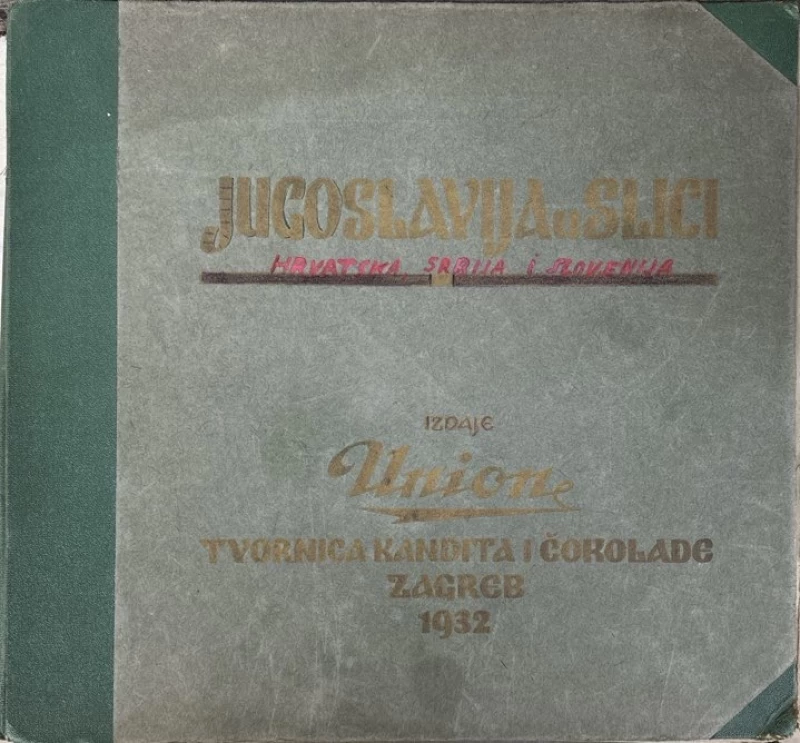 JUGOSLAVIJA u SLICI
HRVATSKA, SRBIJA i SLOVENIJA
IZDAJE
Union
TVORNICA KANDITA I ČOKOLADE
ZAGREB
1932